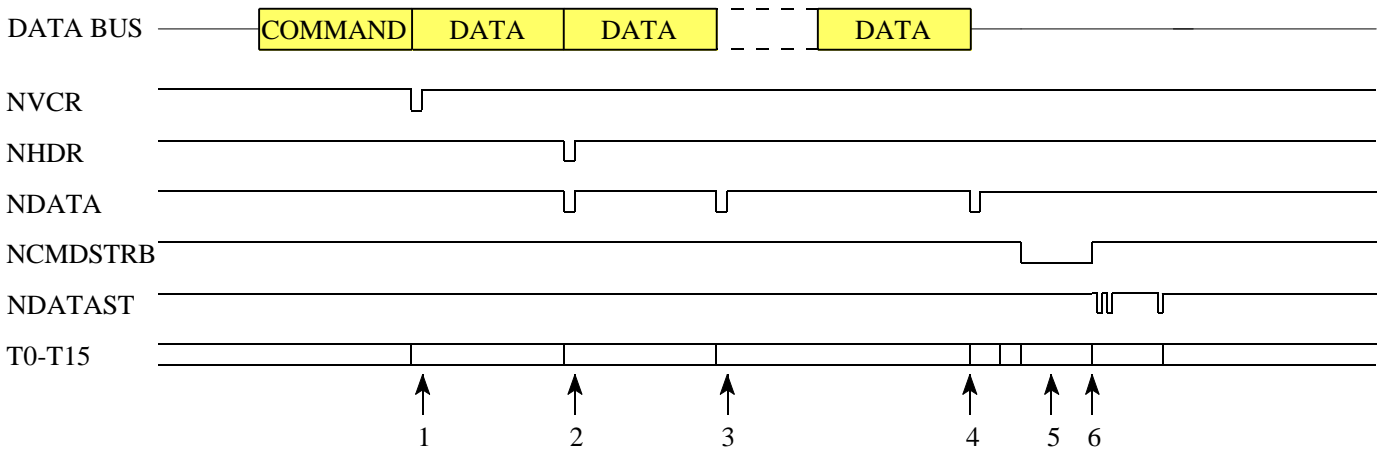 DATA BUS COMMAND DATA DATA DATA
NVCR
NHDR
NDATA
NCMDSTRB
NDATAST
T0-T15
1 2 3 4 5 6